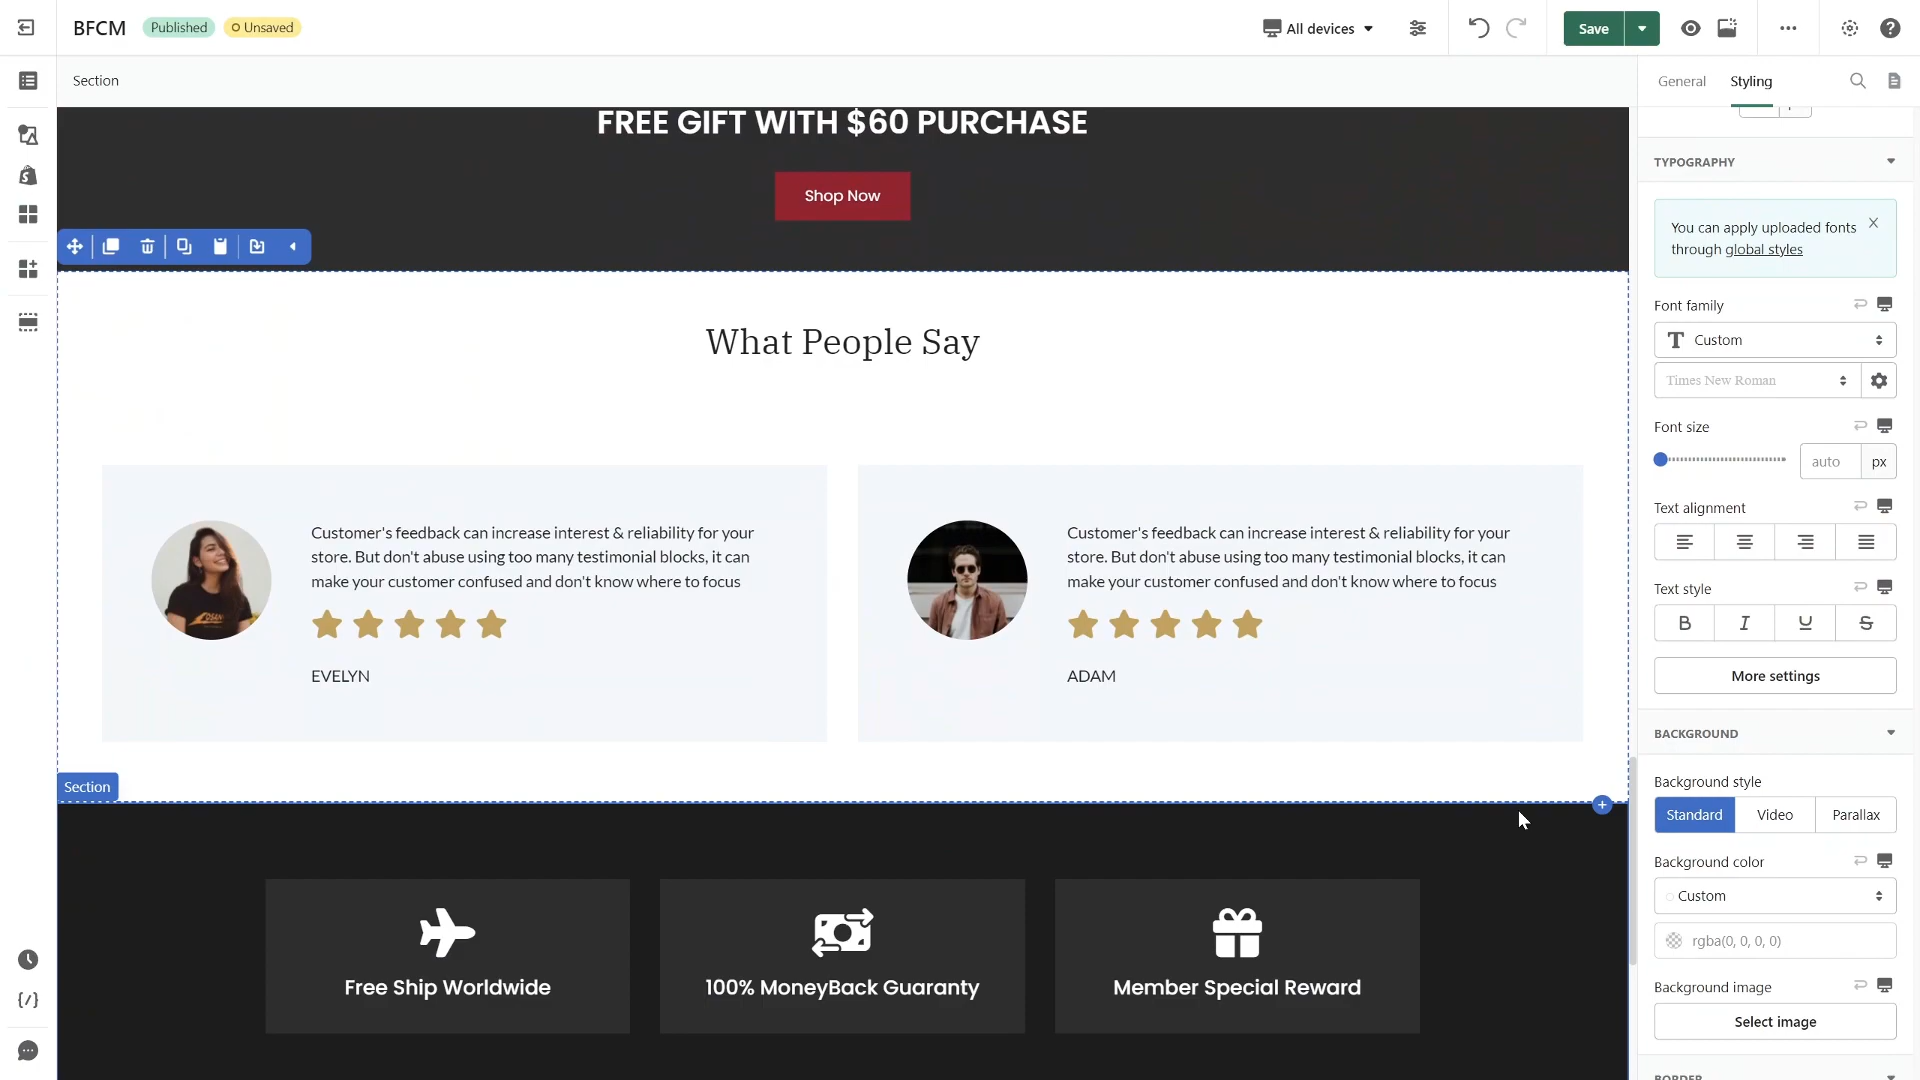 BFCM
Published
Unsaved
All devices
Save
Section
General
Styling
FREE GIFT WITH $60 PURCHASE
Shop Now
What People Say
Customer's feedback can increase interest & reliability for your
store. But don't abuse using too many testimonial blocks, it can
make your customer confused and don't know where to focus
EVELYN
Customer's feedback can increase interest & reliability for your
store. But don't abuse using too many testimonial blocks, it can
make your customer confused and don't know where to focus
ADAM
Section
Free Ship Worldwide
100% MoneyBack Guaranty
Member Special Reward
TYPOGRAPHY
You can apply uploaded fonts
through global styles
Font family
Custom
Times New Roman
Font size
auto
px
Text alignment
Text style
B I U S
More settings
BACKGROUND
Background style
Standard
Video
Parallax
Background color
Custom
rgba(0, 0, 0, 0)
Background image
Select image
BORDER